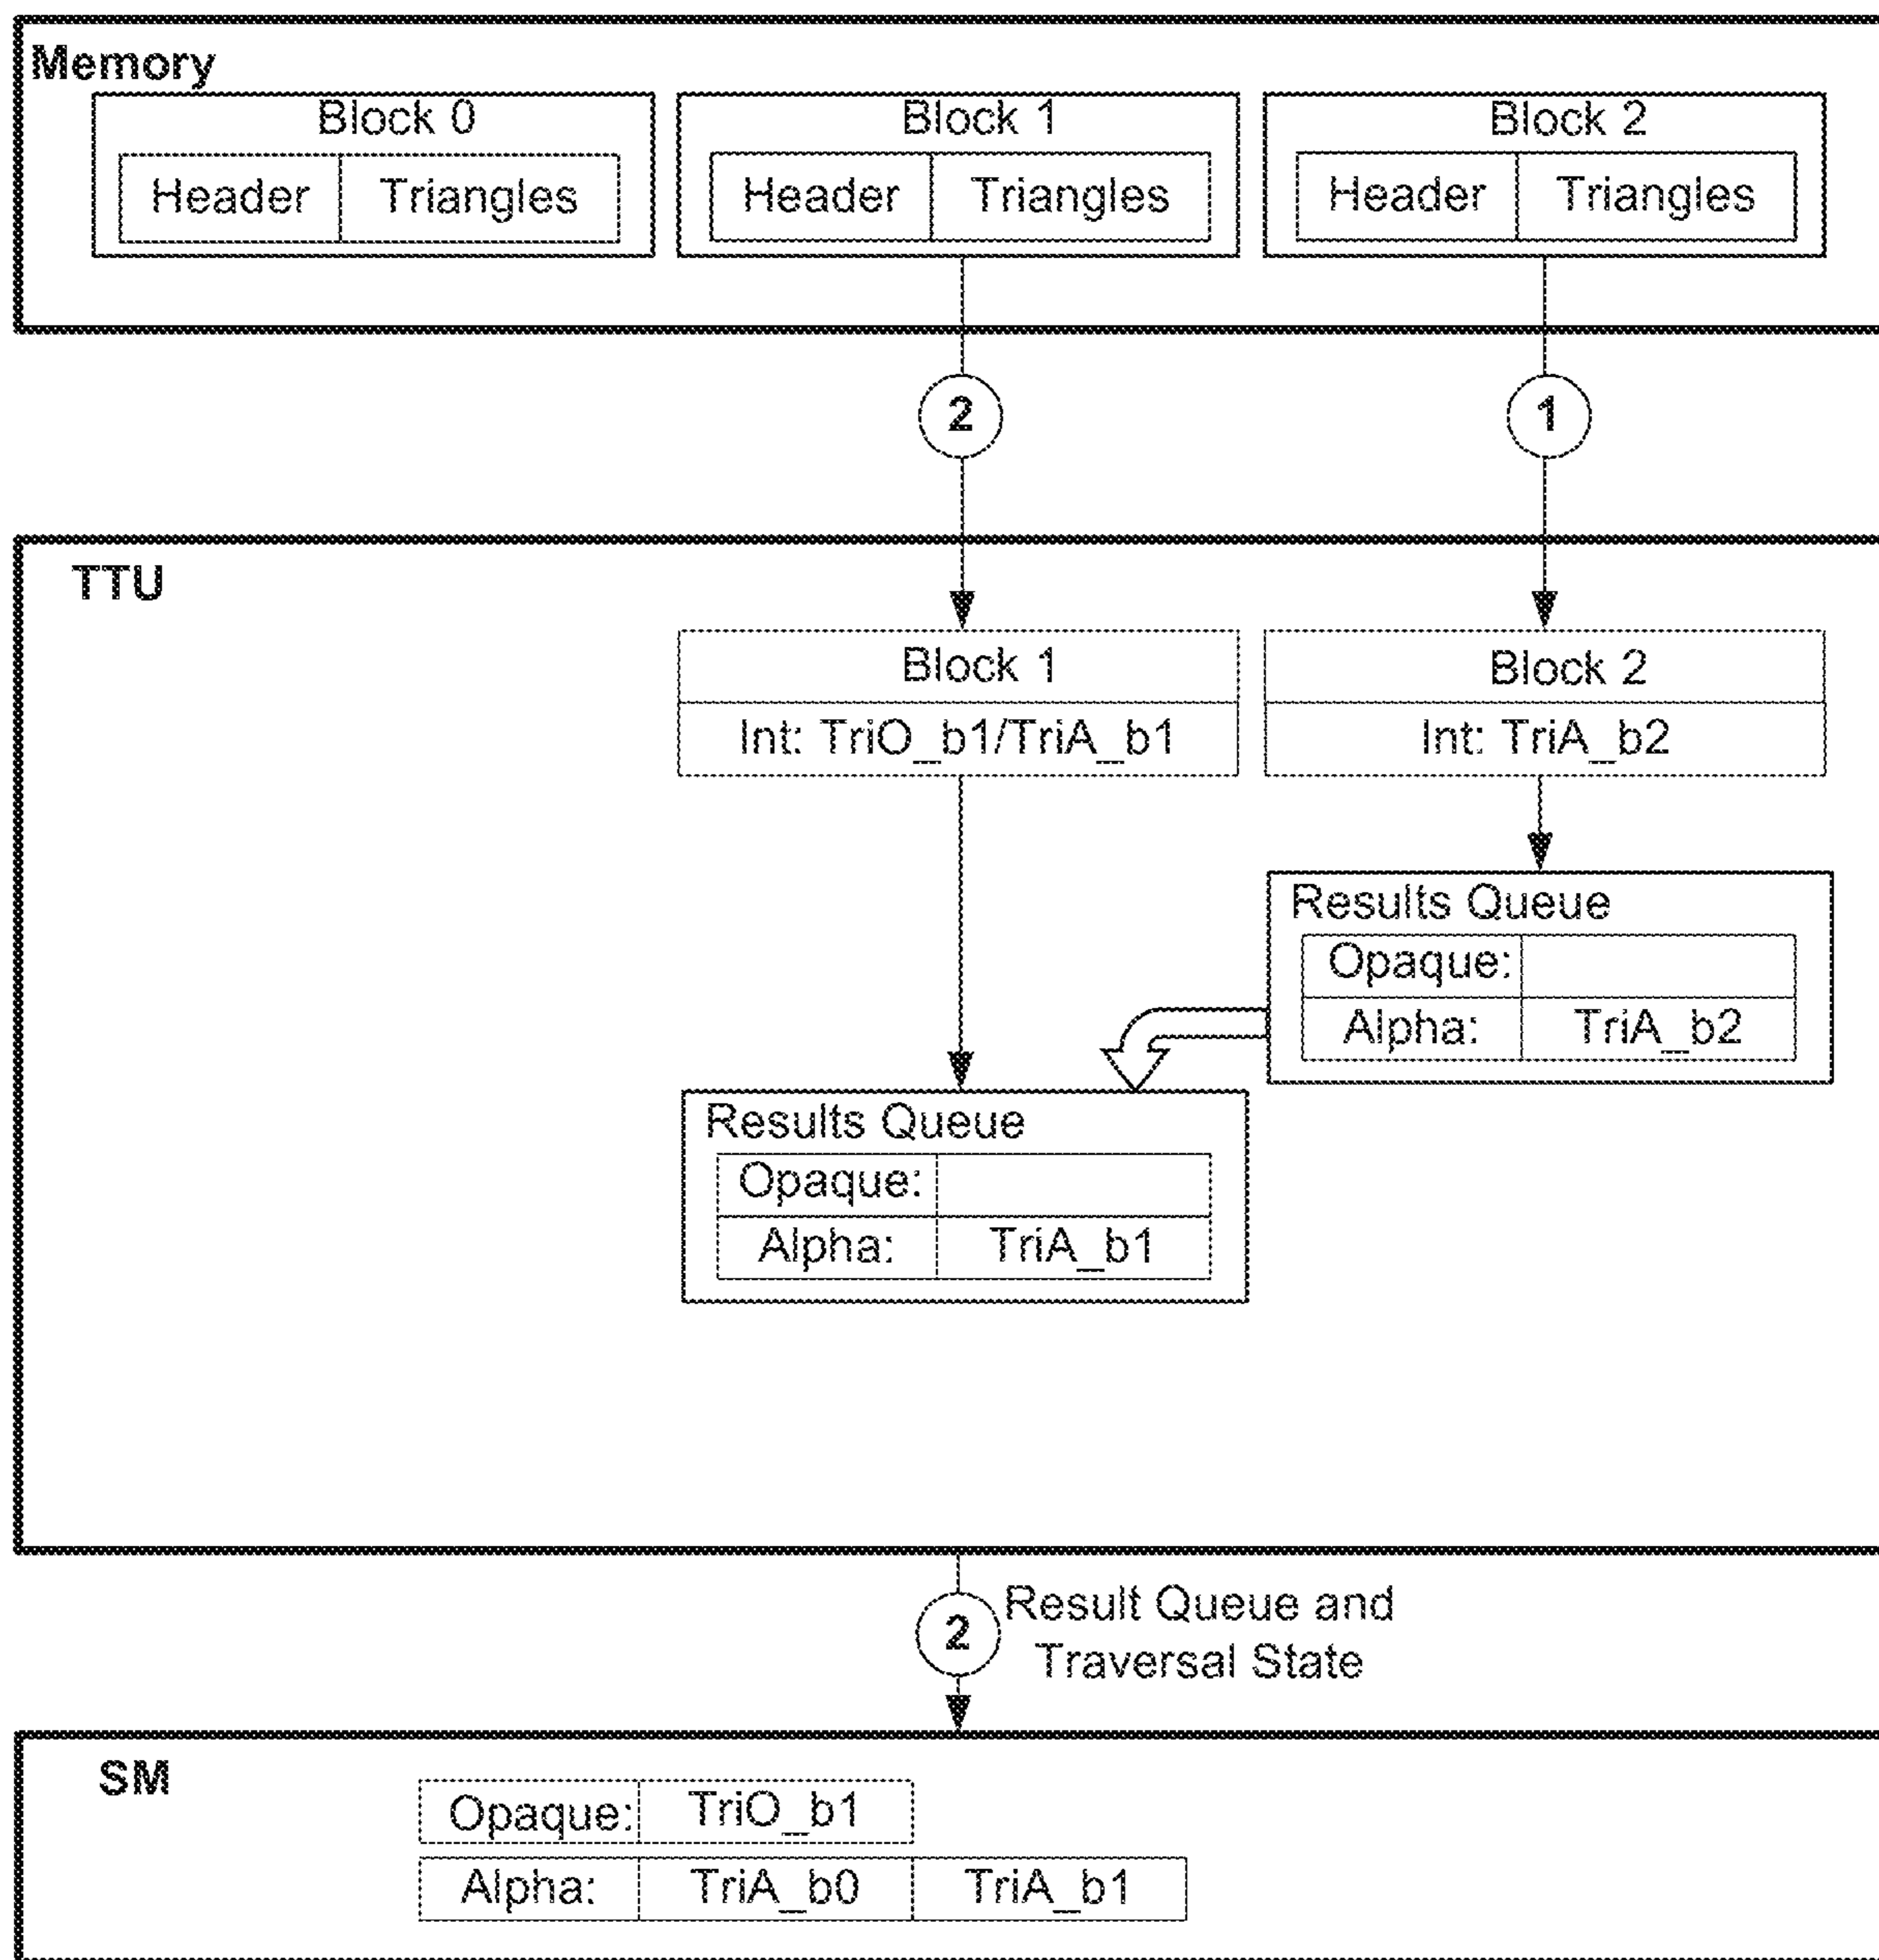 Memory
Block 0
Block 1
Block 2
Header Triangles
Header Triangles
Header Triangles
2
1
TTU
Block 1
Block 2
Int: TriO_b1/TriA_b1
Int: TriA_b2
Results Queue
Opaque:
Alpha: TriA_b2
Results Queue
Opaque:
Alpha: TriA_b1
2
Result Queue and
Traversal State
SM
Opaque: TriO_b1
Alpha: TriA_b0 TriA_b1